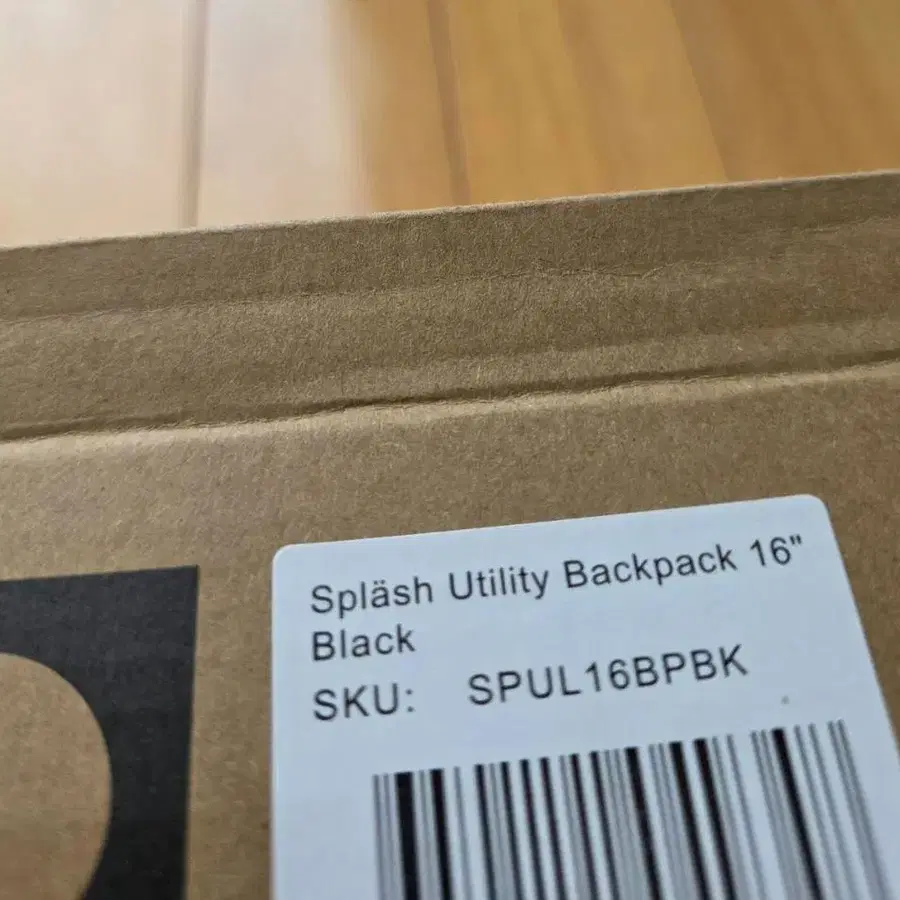 Spläsh Utility Backpack 16"
Black
SKU: SPUL16BPBK